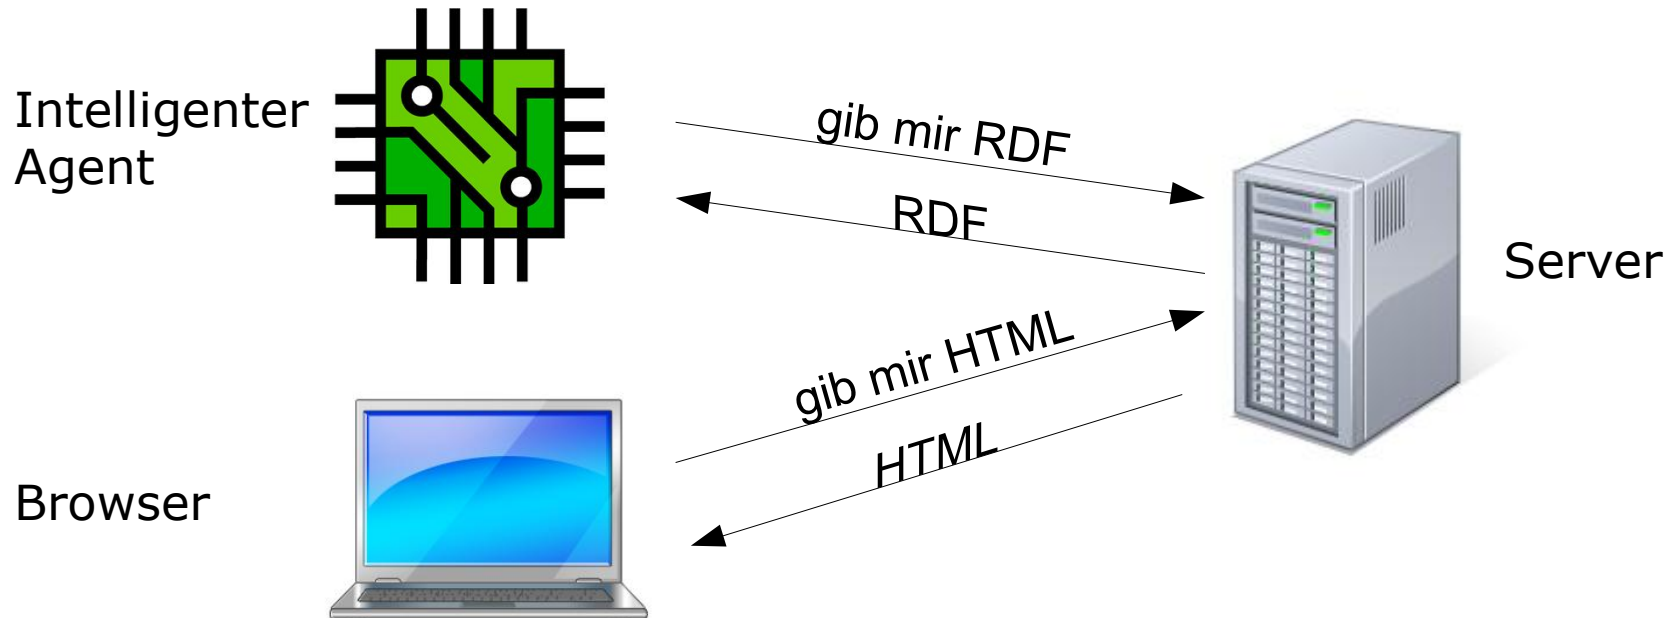 Intelligenter
Agent
gib mir RDF
RDF
Server
gib mir HTML
HTML
Browser